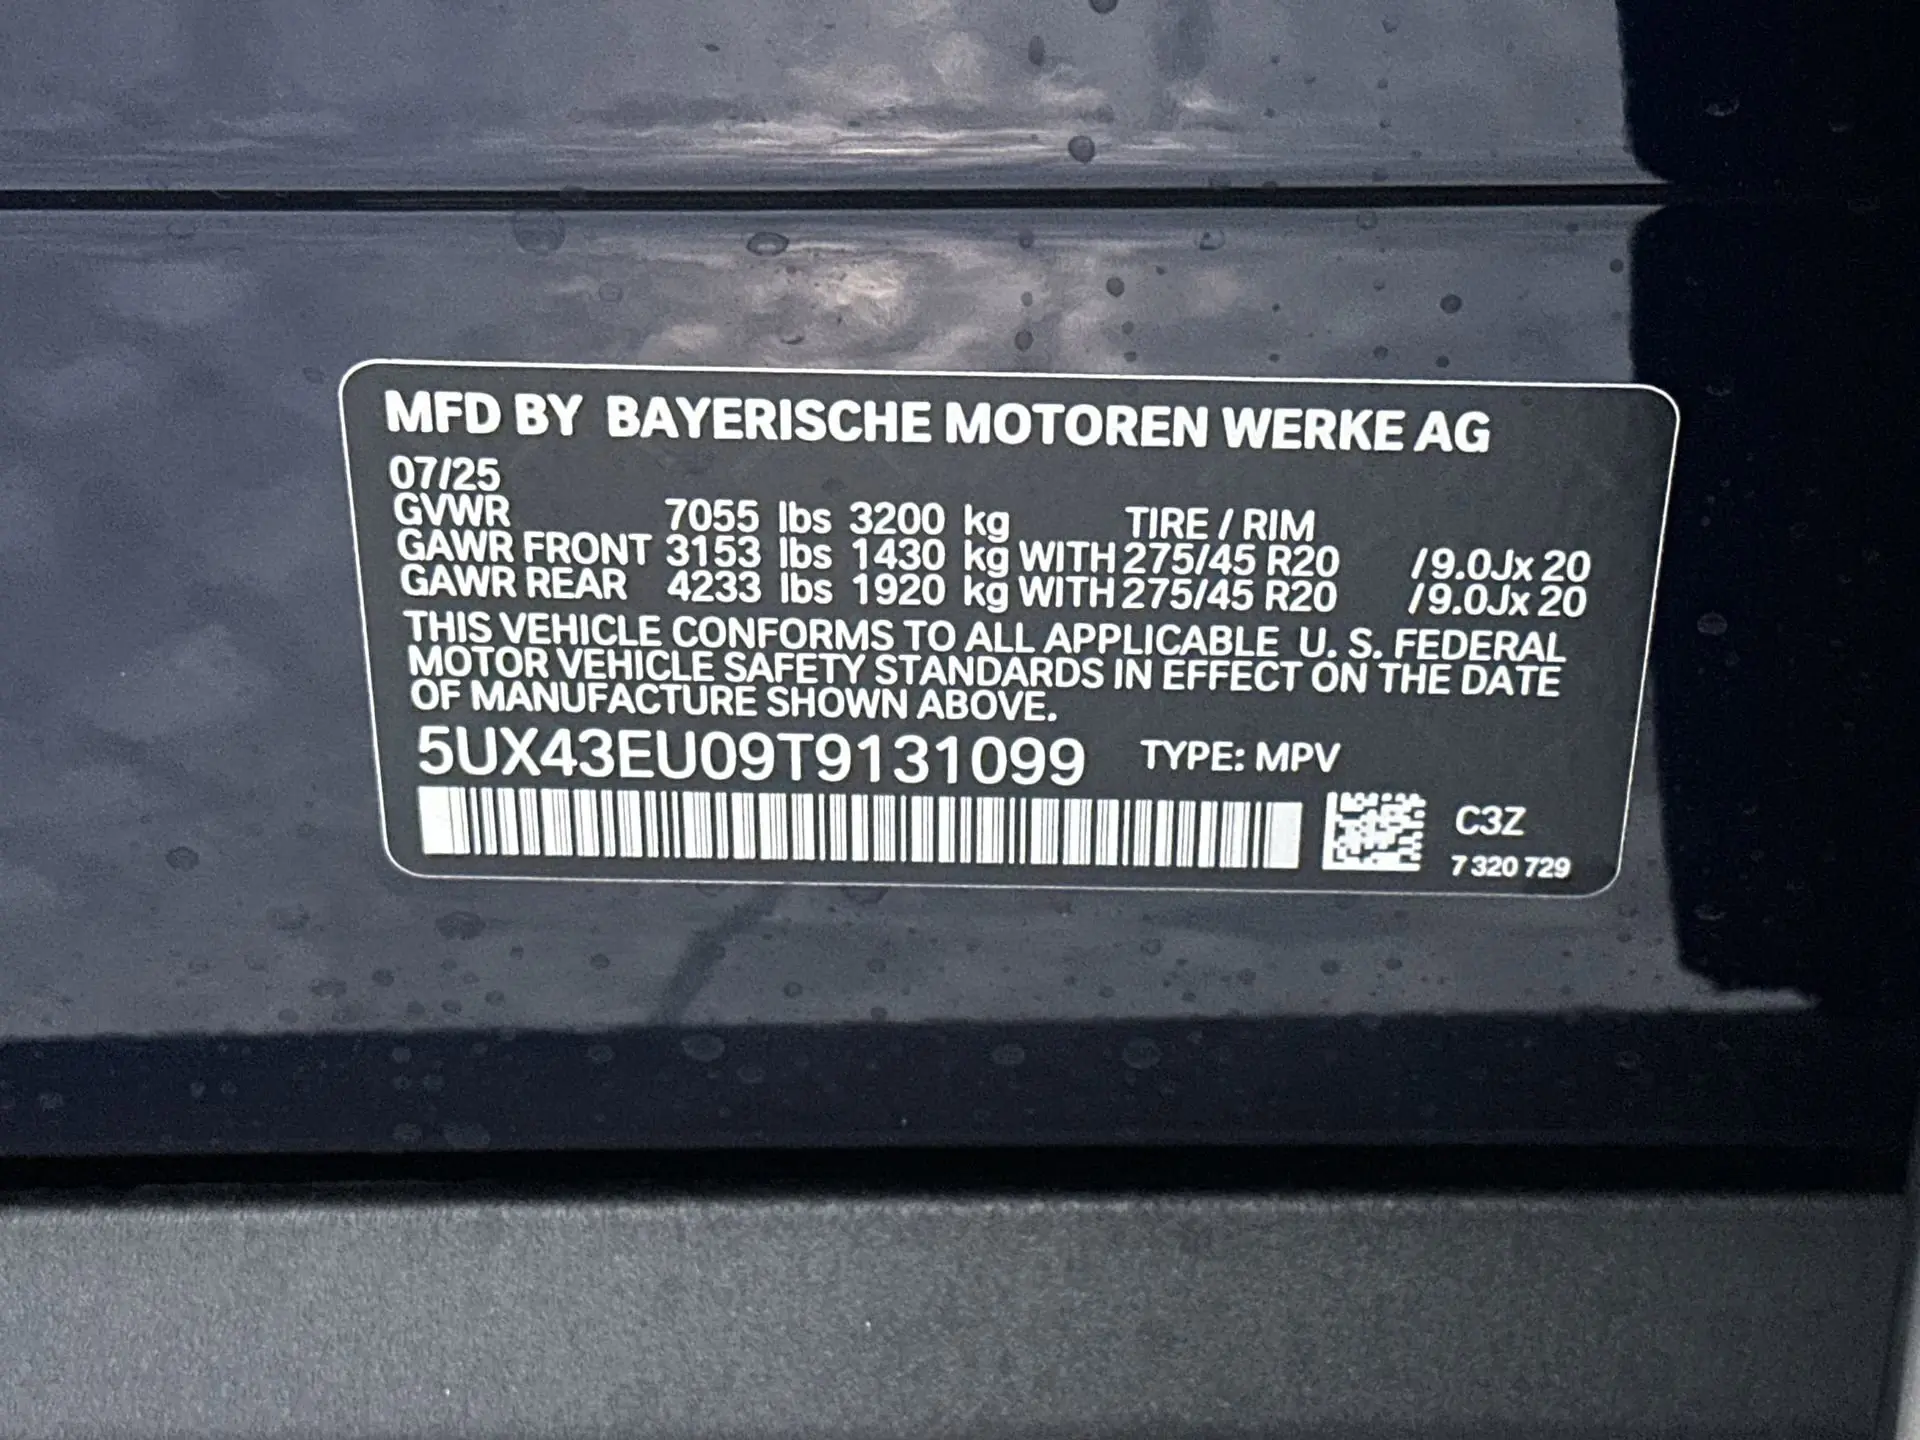 MFD BY BAYERISCHE MOTOREN WERKE AG
07/25
GVWR 7055 lbs 3200 kg TIRE / RIM
GAWR FRONT 3153 lbs 1430 kg WITH 275/45 R20 /9.0Jx 20
GAWR REAR 4233 lbs 1920 kg WITH 275/45 R20 /9.0Jx 20
THIS VEHICLE CONFORMS TO ALL APPLICABLE U. S. FEDERAL
MOTOR VEHICLE SAFETY STANDARDS IN EFFECT ON THE DATE
OF MANUFACTURE SHOWN ABOVE.
5UX43EU09T9131099 TYPE: MPV
C3Z
7 320 729